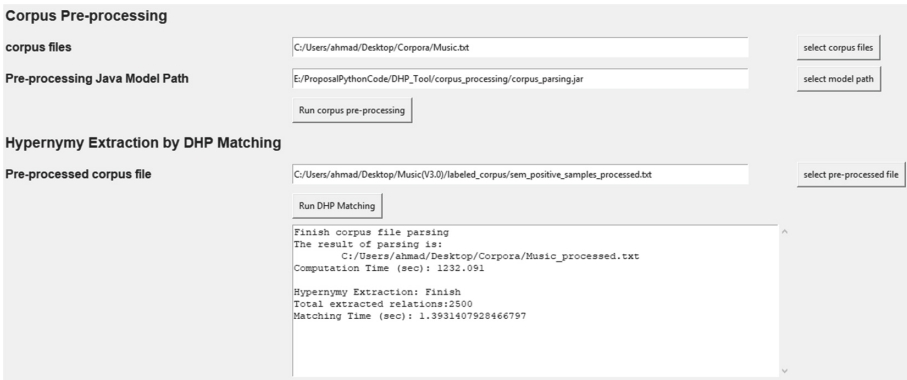 Corpus Pre-processing
corpus files C:/Users/ahmad/Desktop/Corpora/Music.txt select corpus files
Pre-processing Java Model Path E:/ProposalPythonCode/DHP_Tool/corpus_processing/corpus_parsing.jar select model path
Run corpus pre-processing
Hypernymy Extraction by DHP Matching
Pre-processed corpus file C:/Users/ahmad/Desktop/Music(V3.0)/labeled_corpus/sem_positive_samples_processed.txt select pre-processed file
Run DHP Matching
Finish corpus file parsing
The result of parsing is:
C:/Users/ahmad/Desktop/Corpora/Music_processed.txt
Computation Time (sec): 1232.091
Hypernymy Extraction: Finish
Total extracted relations:2500
Matching Time (sec): 1.3931407928466797